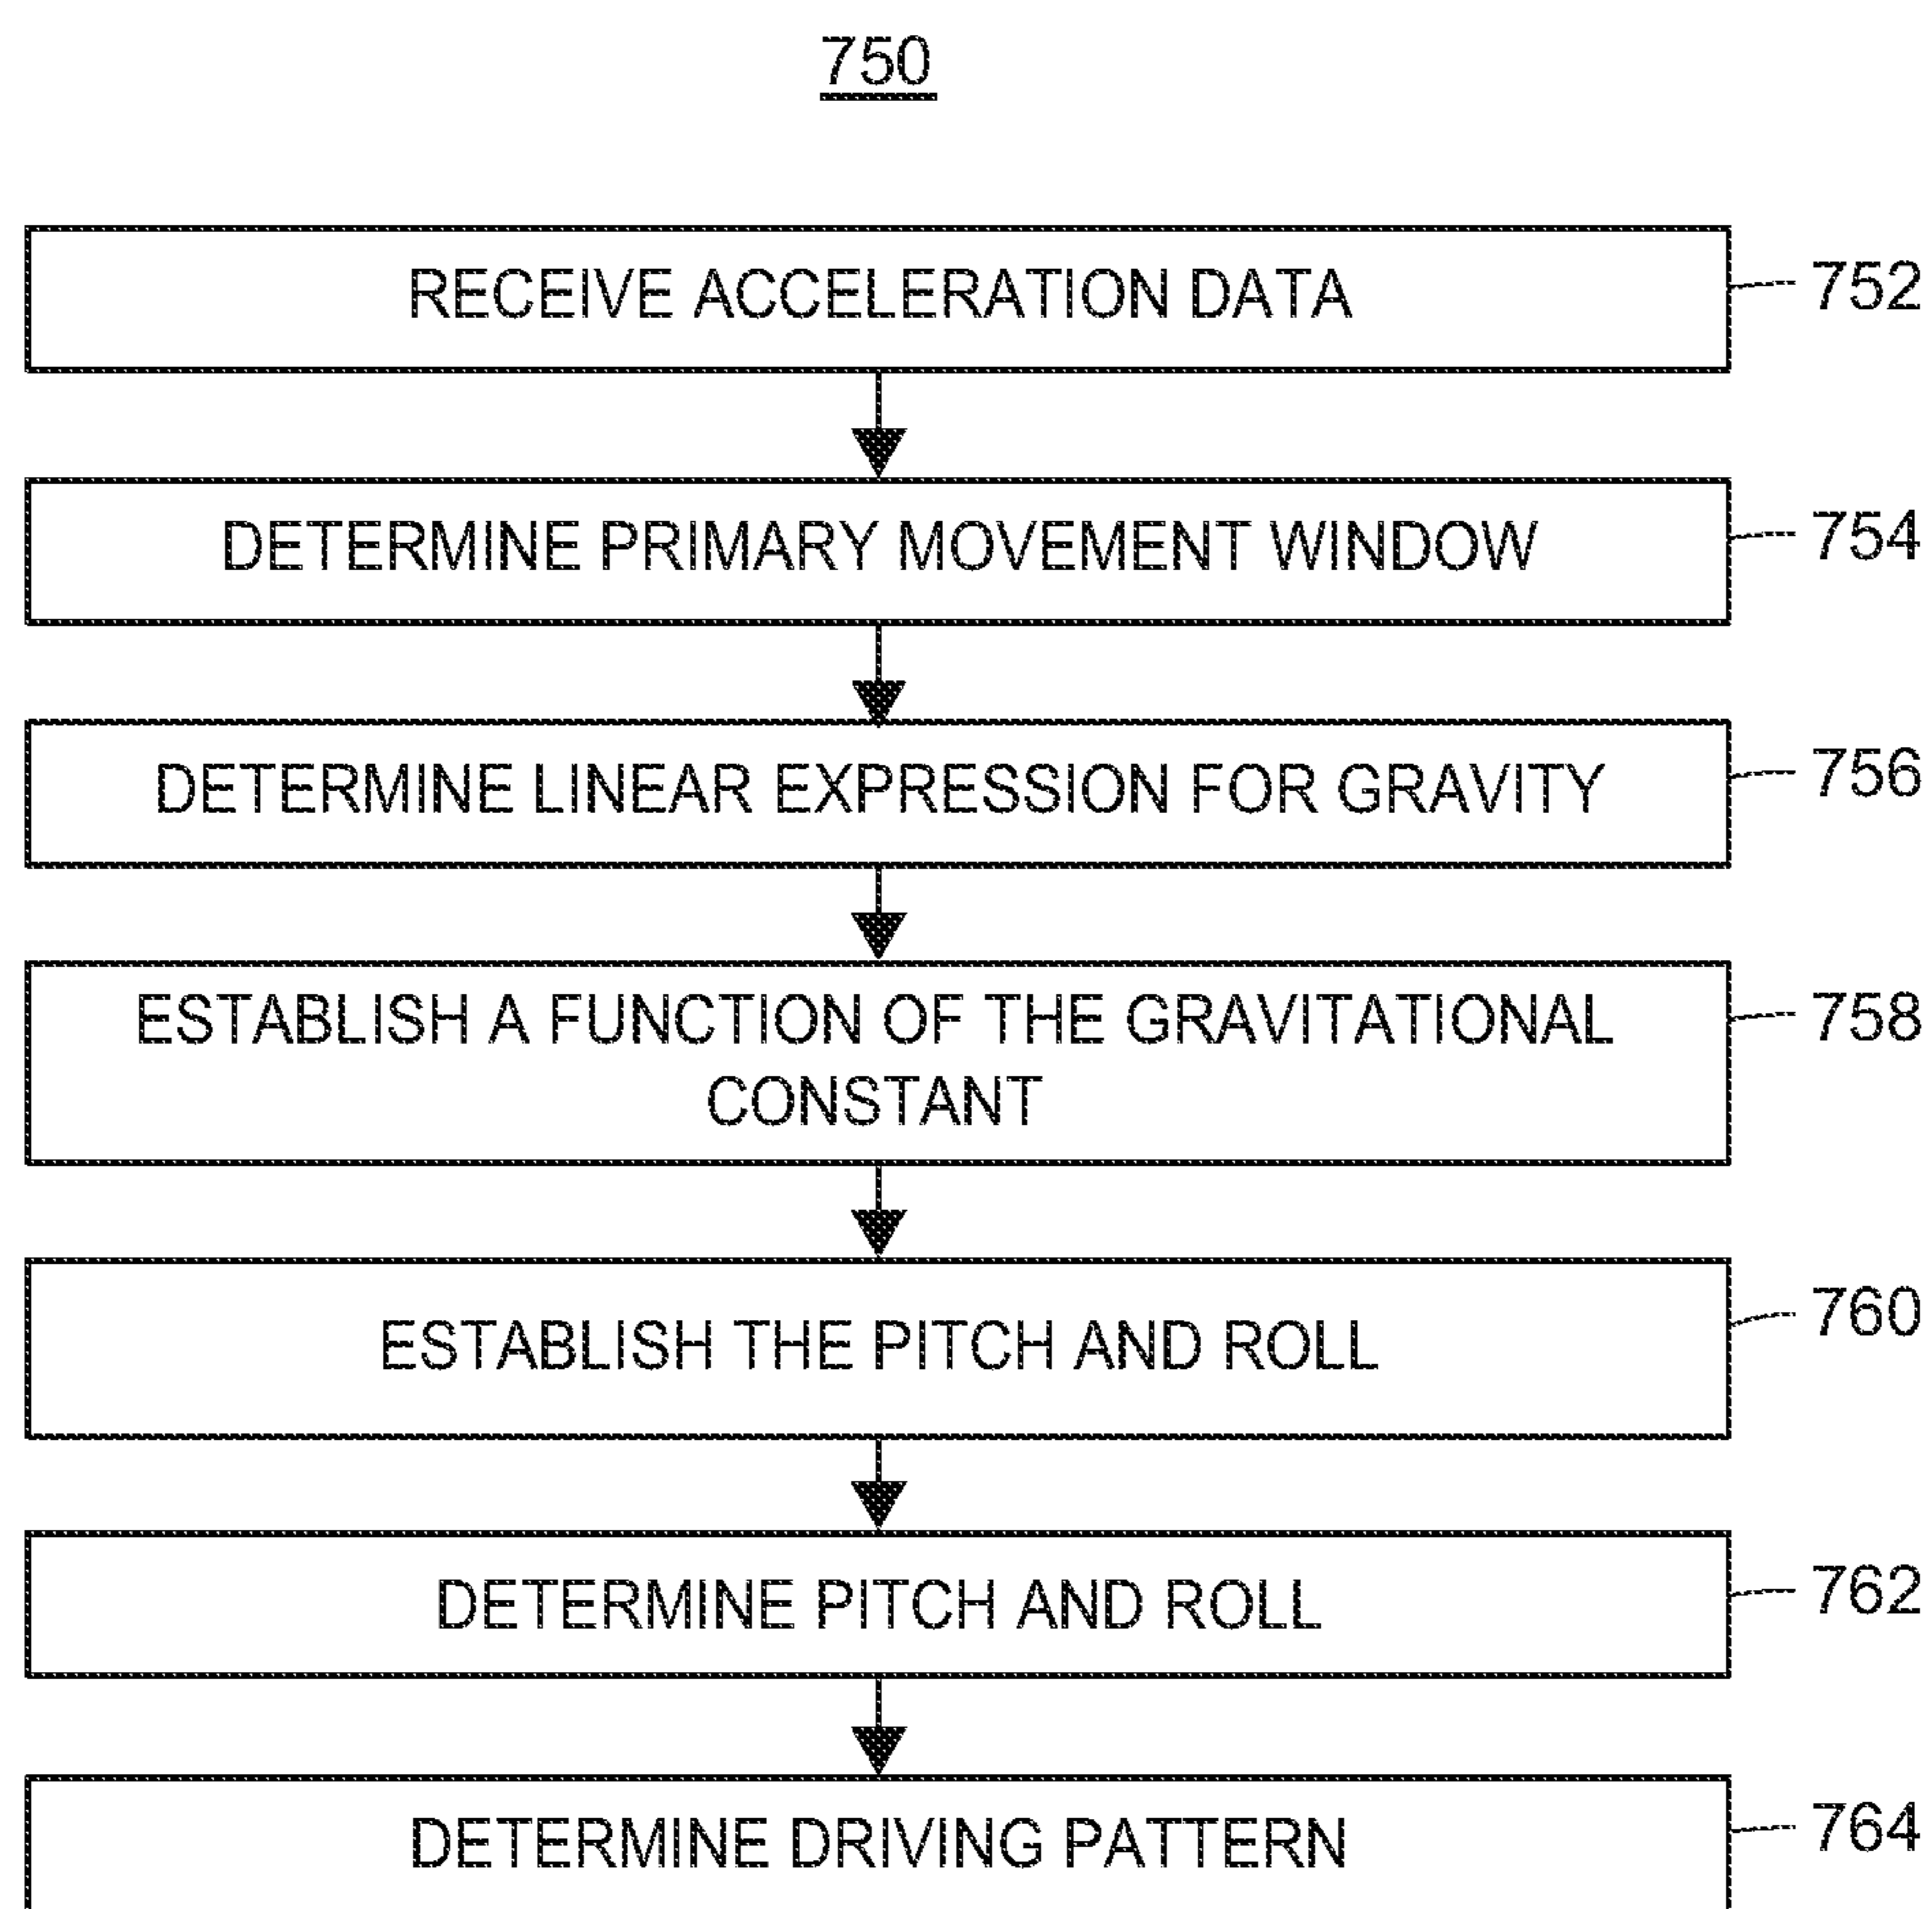 750
RECEIVE ACCELERATION DATA
752
DETERMINE PRIMARY MOVEMENT WINDOW
754
DETERMINE LINEAR EXPRESSION FOR GRAVITY
756
ESTABLISH A FUNCTION OF THE GRAVITATIONAL
CONSTANT
758
ESTABLISH THE PITCH AND ROLL
760
DETERMINE PITCH AND ROLL
762
DETERMINE DRIVING PATTERN
764